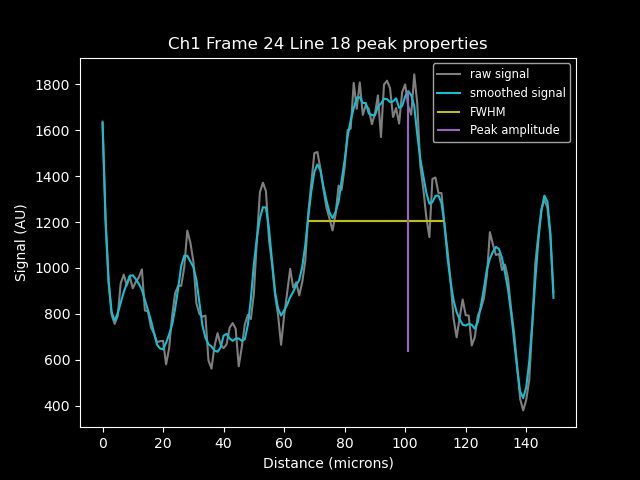 Ch1 Frame 24 Line 18 peak properties
raw signal
smoothed signal
FWHM
Peak amplitude
Signal (AU)
1800
1600
1400
1200
1000
800
600
400
0 20 40 60 80 100 120 140
Distance (microns)